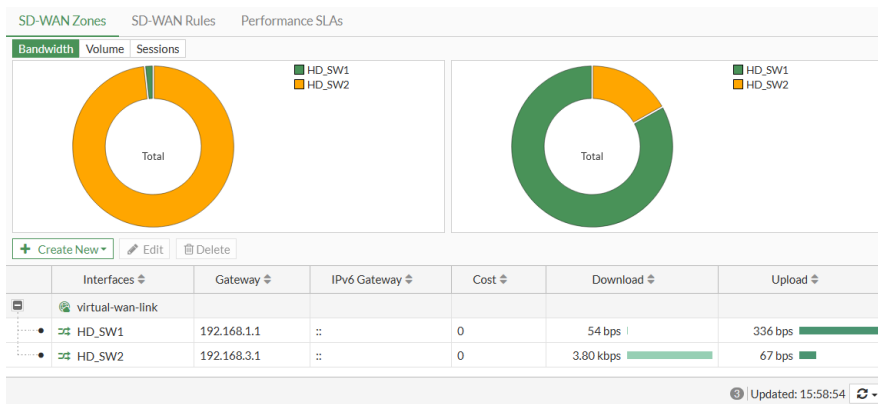 SD-WAN Zones SD-WAN Rules Performance SLAs
Bandwidth Volume Sessions
HD_SW1
HD_SW2
Total
HD_SW1
HD_SW2
Total
+ Create New Edit Delete
Interfaces Gateway IPv6 Gateway Cost Download Upload
virtual-wan-link
HD_SW1 192.168.1.1 :: 0 54 bps 336 bps
HD_SW2 192.168.3.1 :: 0 3.80 kbps 67 bps
3 Updated: 15:58:54